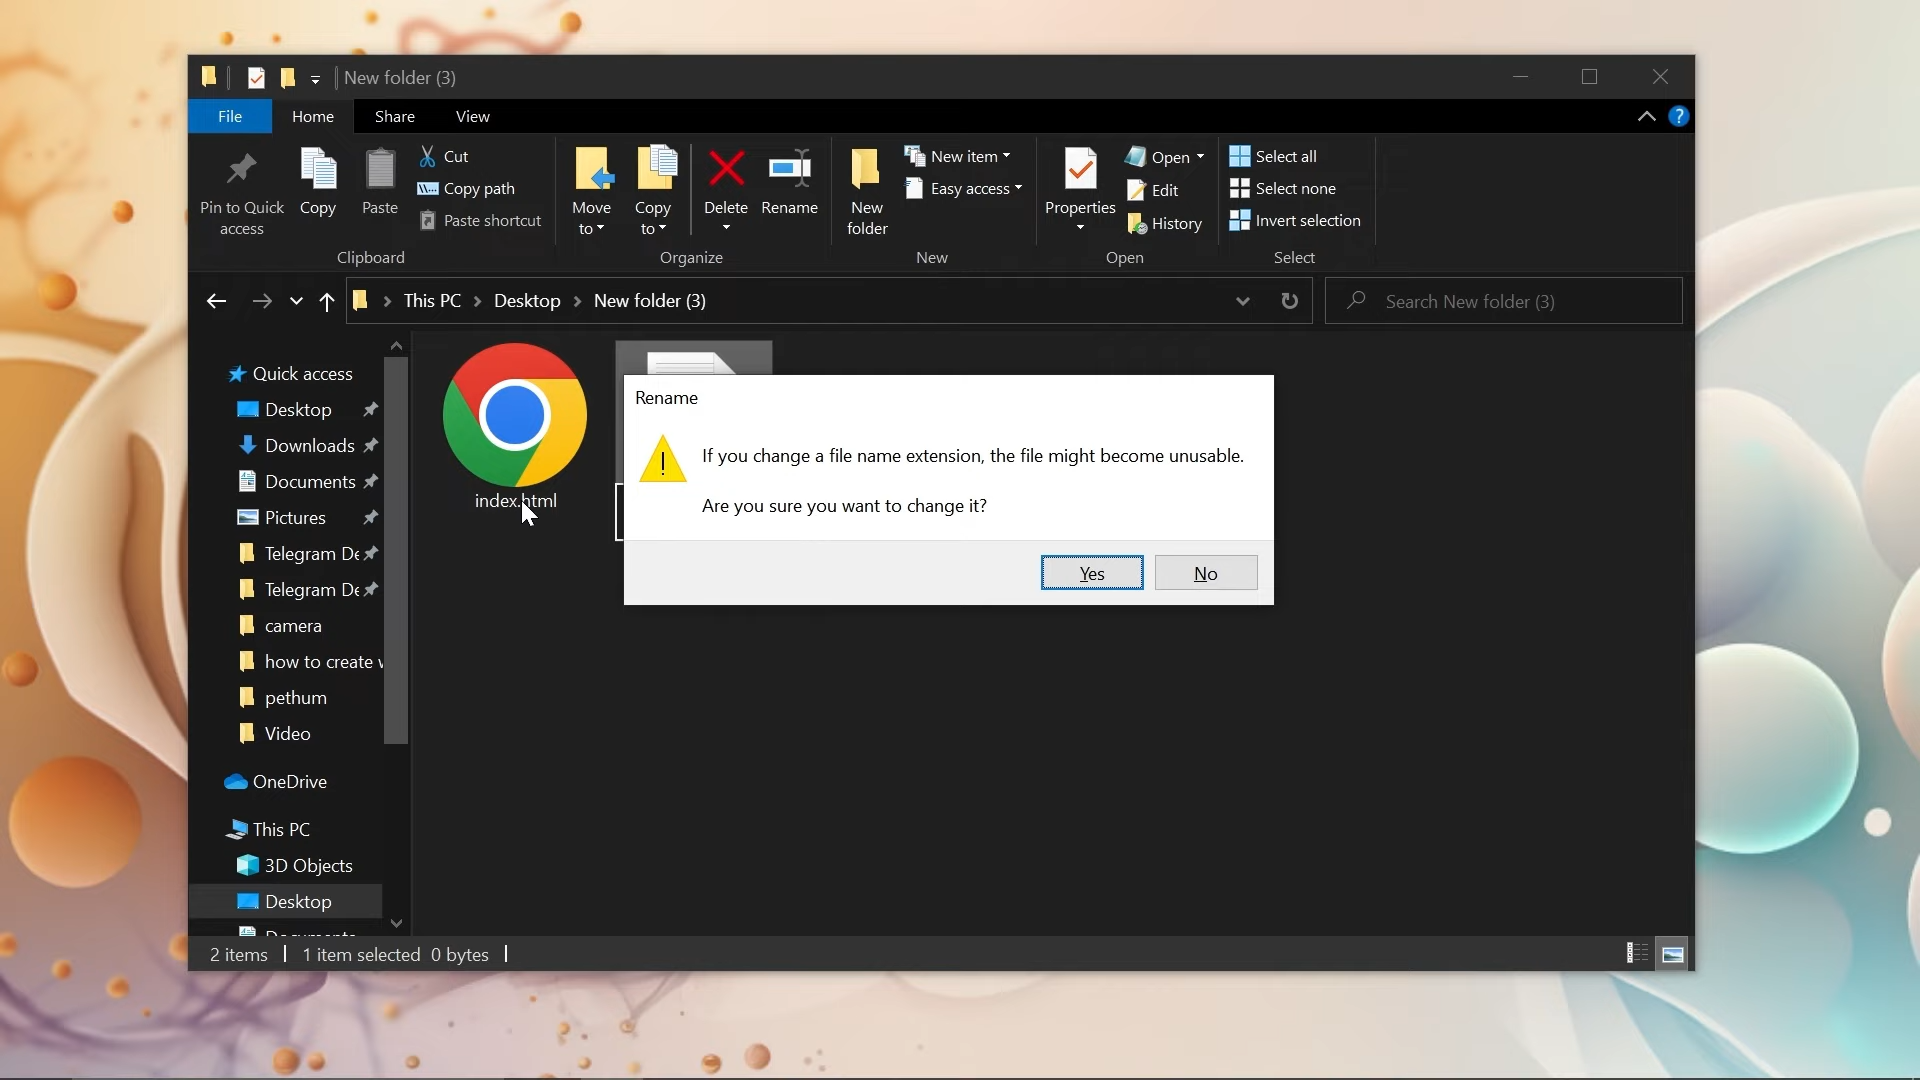 New folder (3)
File
Home
Share
View
?
Pin to Quick
access
Copy
Paste
Cut
Copy path
Paste shortcut
Clipboard
Move
to
Copy
to
Delete
Rename
Organize
New
folder
New item
Easy access
New
Properties
Open
Edit
History
Open
Select all
Select none
Invert selection
Select
This PC
Desktop
New folder (3)
Search New folder (3)
Quick access
Desktop
Downloads
Documents
Pictures
Telegram De
Telegram De
camera
how to create
pethum
Video
OneDrive
This PC
3D Objects
Desktop
index.html
Rename
If you change a file name extension, the file might become unusable.
Are you sure you want to change it?
Yes
No
2 items
1 item selected 0 bytes